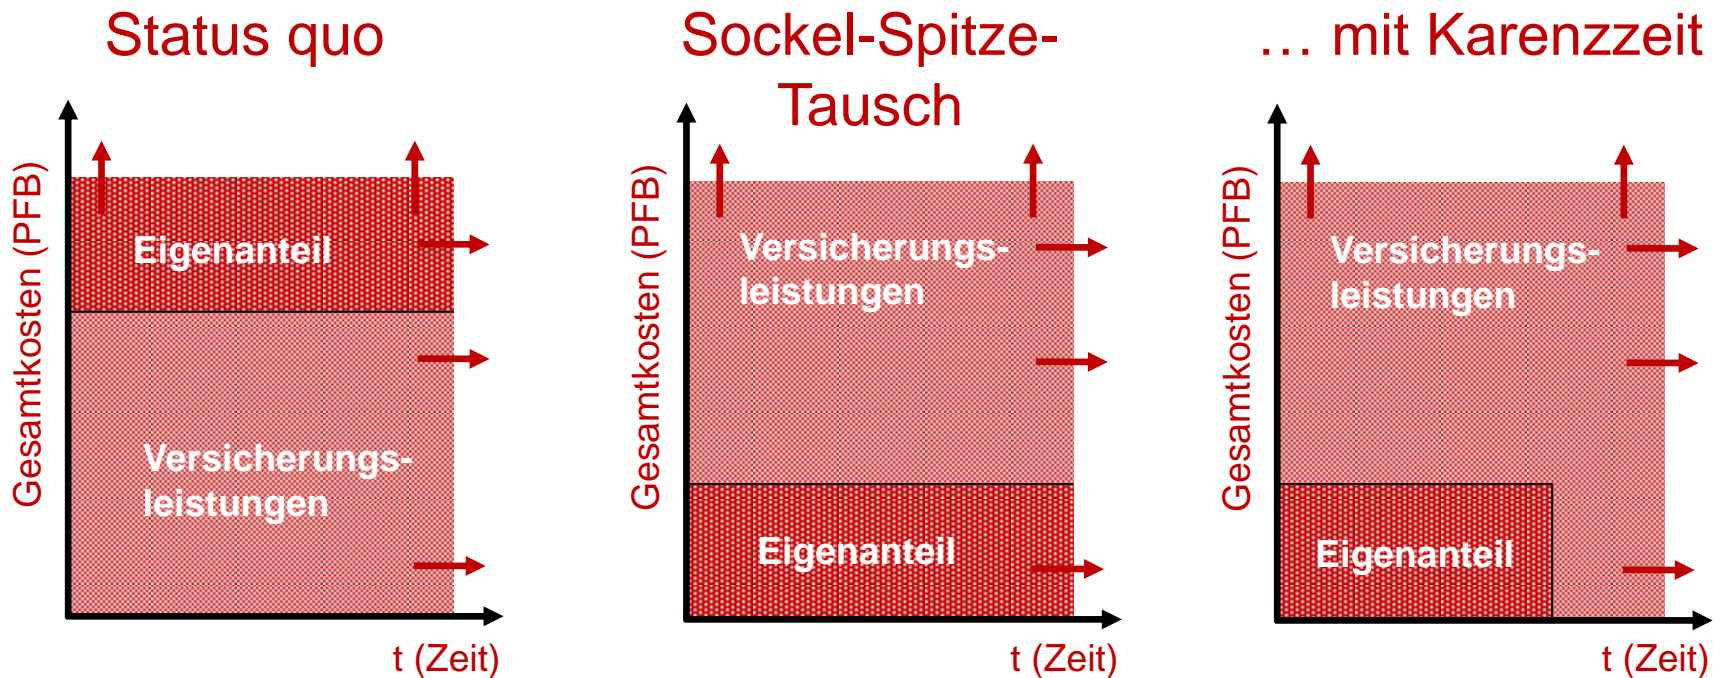 Status quo
Gesamtkosten (PFB)
Eigenanteil
Versicherungs-
leistungen
t (Zeit)
Sockel-Spitze-
Tausch
Gesamtkosten (PFB)
Versicherungs-
leistungen
Eigenanteil
t (Zeit)
… mit Karenzzeit
Gesamtkosten (PFB)
Versicherungs-
leistungen
Eigenanteil
t (Zeit)